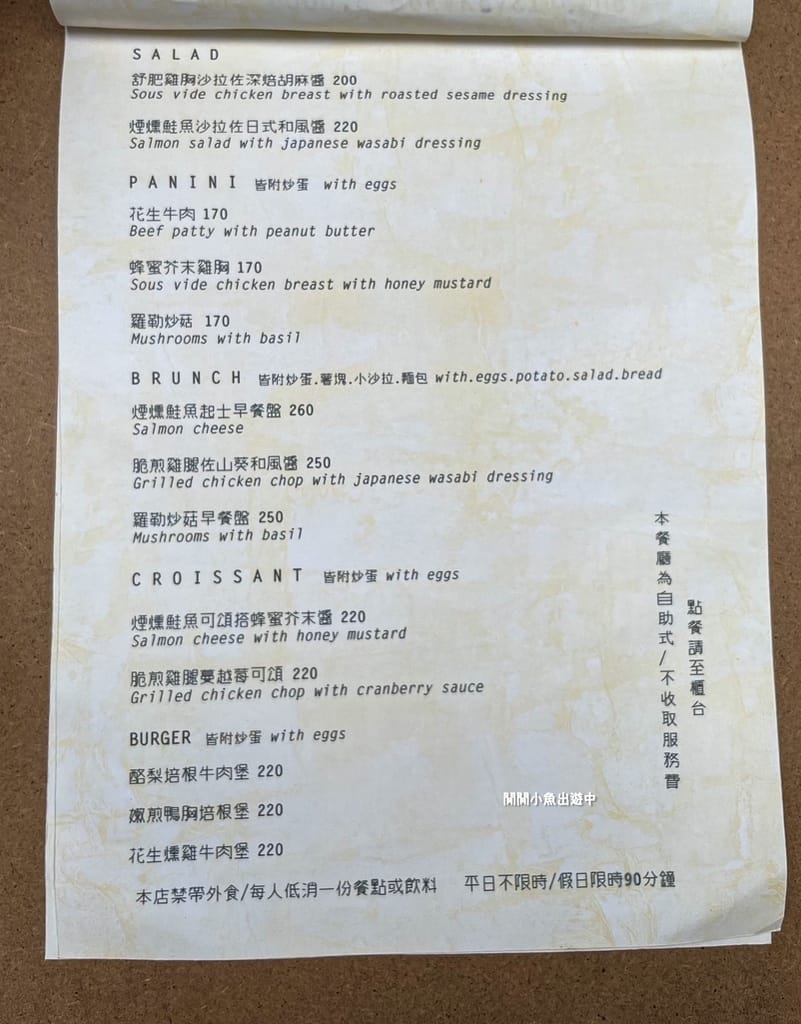 SALAD
舒肥雞胸沙拉佐深焙胡麻醬 200
Sous vide chicken breast with roasted sesame dressing
煙燻鮭魚沙拉佐日式和風醬 220
Salmon salad with japanese wasabi dressing
PANINI 皆附炒蛋 with eggs
花生牛肉 170
Beef patty with peanut butter
蜂蜜芥末雞胸 170
Sous vide chicken breast with honey mustard
羅勒炒菇 170
Mushrooms with basil
BRUNCH 皆附炒蛋.薯塊.小沙拉.麵包 with.eggs.potato.salad.bread
煙燻鮭魚起士早餐盤 260
Salmon cheese
脆煎雞腿佐山葵和風醬 250
Grilled chicken chop with japanese wasabi dressing
羅勒炒菇早餐盤 250
Mushrooms with basil
CROISSANT 皆附炒蛋 with eggs
煙燻鮭魚可頌搭蜂蜜芥末醬 220
Salmon cheese with honey mustard
脆煎雞腿蔓越莓可頌 220
Grilled chicken chop with cranberry sauce
BURGER 皆附炒蛋 with eggs
酪梨培根牛肉堡 220
嫩煎鴨胸培根堡 220
花生燻雞牛肉堡 220
本店禁帶外食/每人低消一份餐點或飲料 平日不限時/假日限時90分鐘
點餐請至櫃台
本餐廳為自助式/不收取服務費
閒閒小魚出遊中